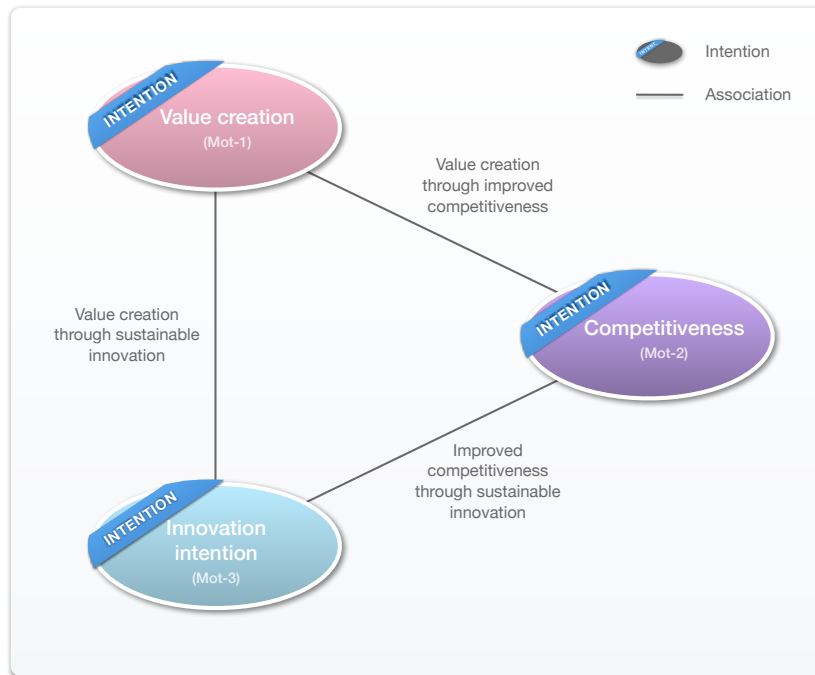 INTENT...
Intention
Association
INTENTION
Value creation
(Mot-1)
Value creation
through improved
competitiveness
INTENTION
Competitiveness
(Mot-2)
Value creation
through sustainable
innovation
Improved
competitiveness
through sustainable
innovation
INTENTION
Innovation
intention
(Mot-3)